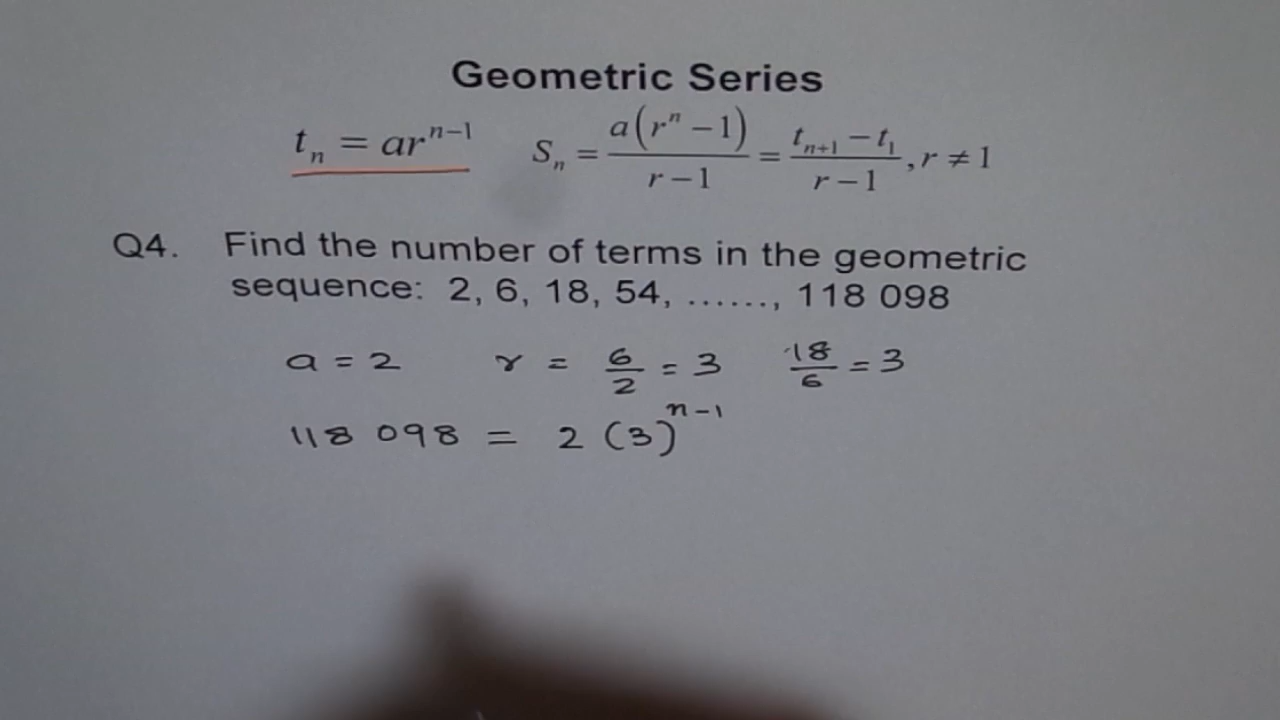 Geometric Series
tₙ = arⁿ⁻¹ Sₙ = a(rⁿ − 1)/(r − 1) = (tₙ₊₁ − t₁)/(r − 1), r ≠ 1
Q4. Find the number of terms in the geometric
sequence: 2, 6, 18, 54, ......, 118 098
a = 2 r = 6/2 = 3 18/6 = 3
118 098 = 2 (3)ⁿ⁻¹